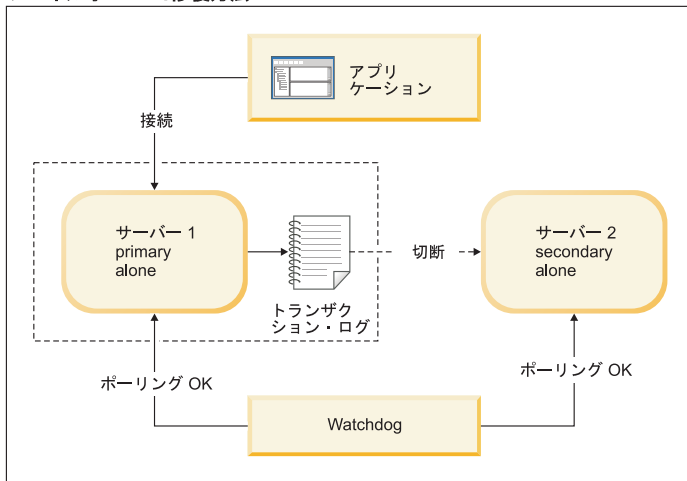 アプリ
ケーション
接続
サーバー 1
primary
alone
トランザク
ション・ログ
切断
サーバー 2
secondary
alone
ポーリング OK
ポーリング OK
Watchdog